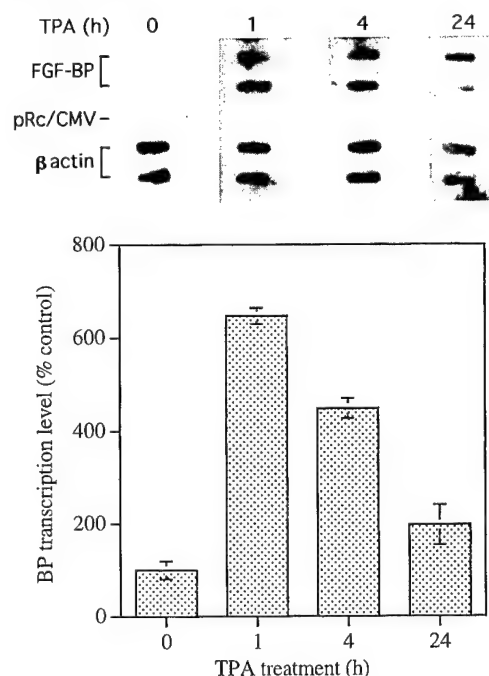 TPA (h) 0 1 4 24
FGF-BP [
pRc/CMV –
β actin [
800
600
400
200
0
BP transcription level (% control)
0 1 4 24
TPA treatment (h)